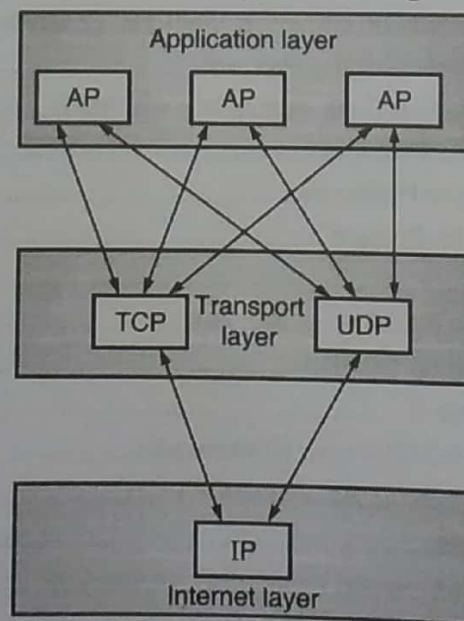 Application layer
AP AP AP
TCP Transport layer UDP
IP
Internet layer